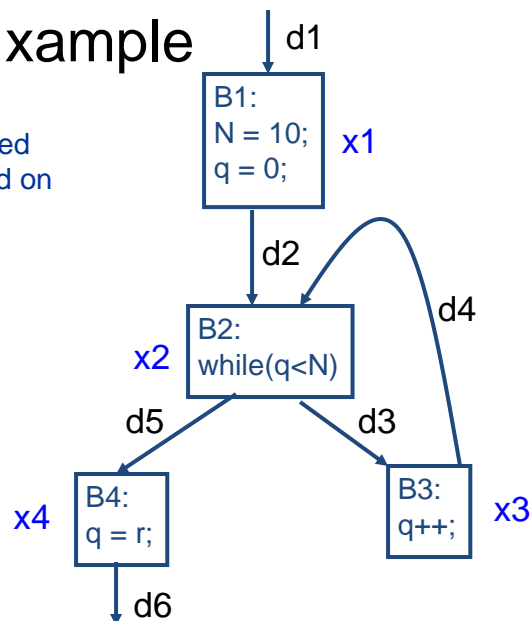 xample
d1
B1:
N = 10;
q = 0;
x1
ed
d on
d2
d4
B2:
while(q<N)
x2
d5
d3
B4:
q = r;
x4
B3:
q++;
x3
d6